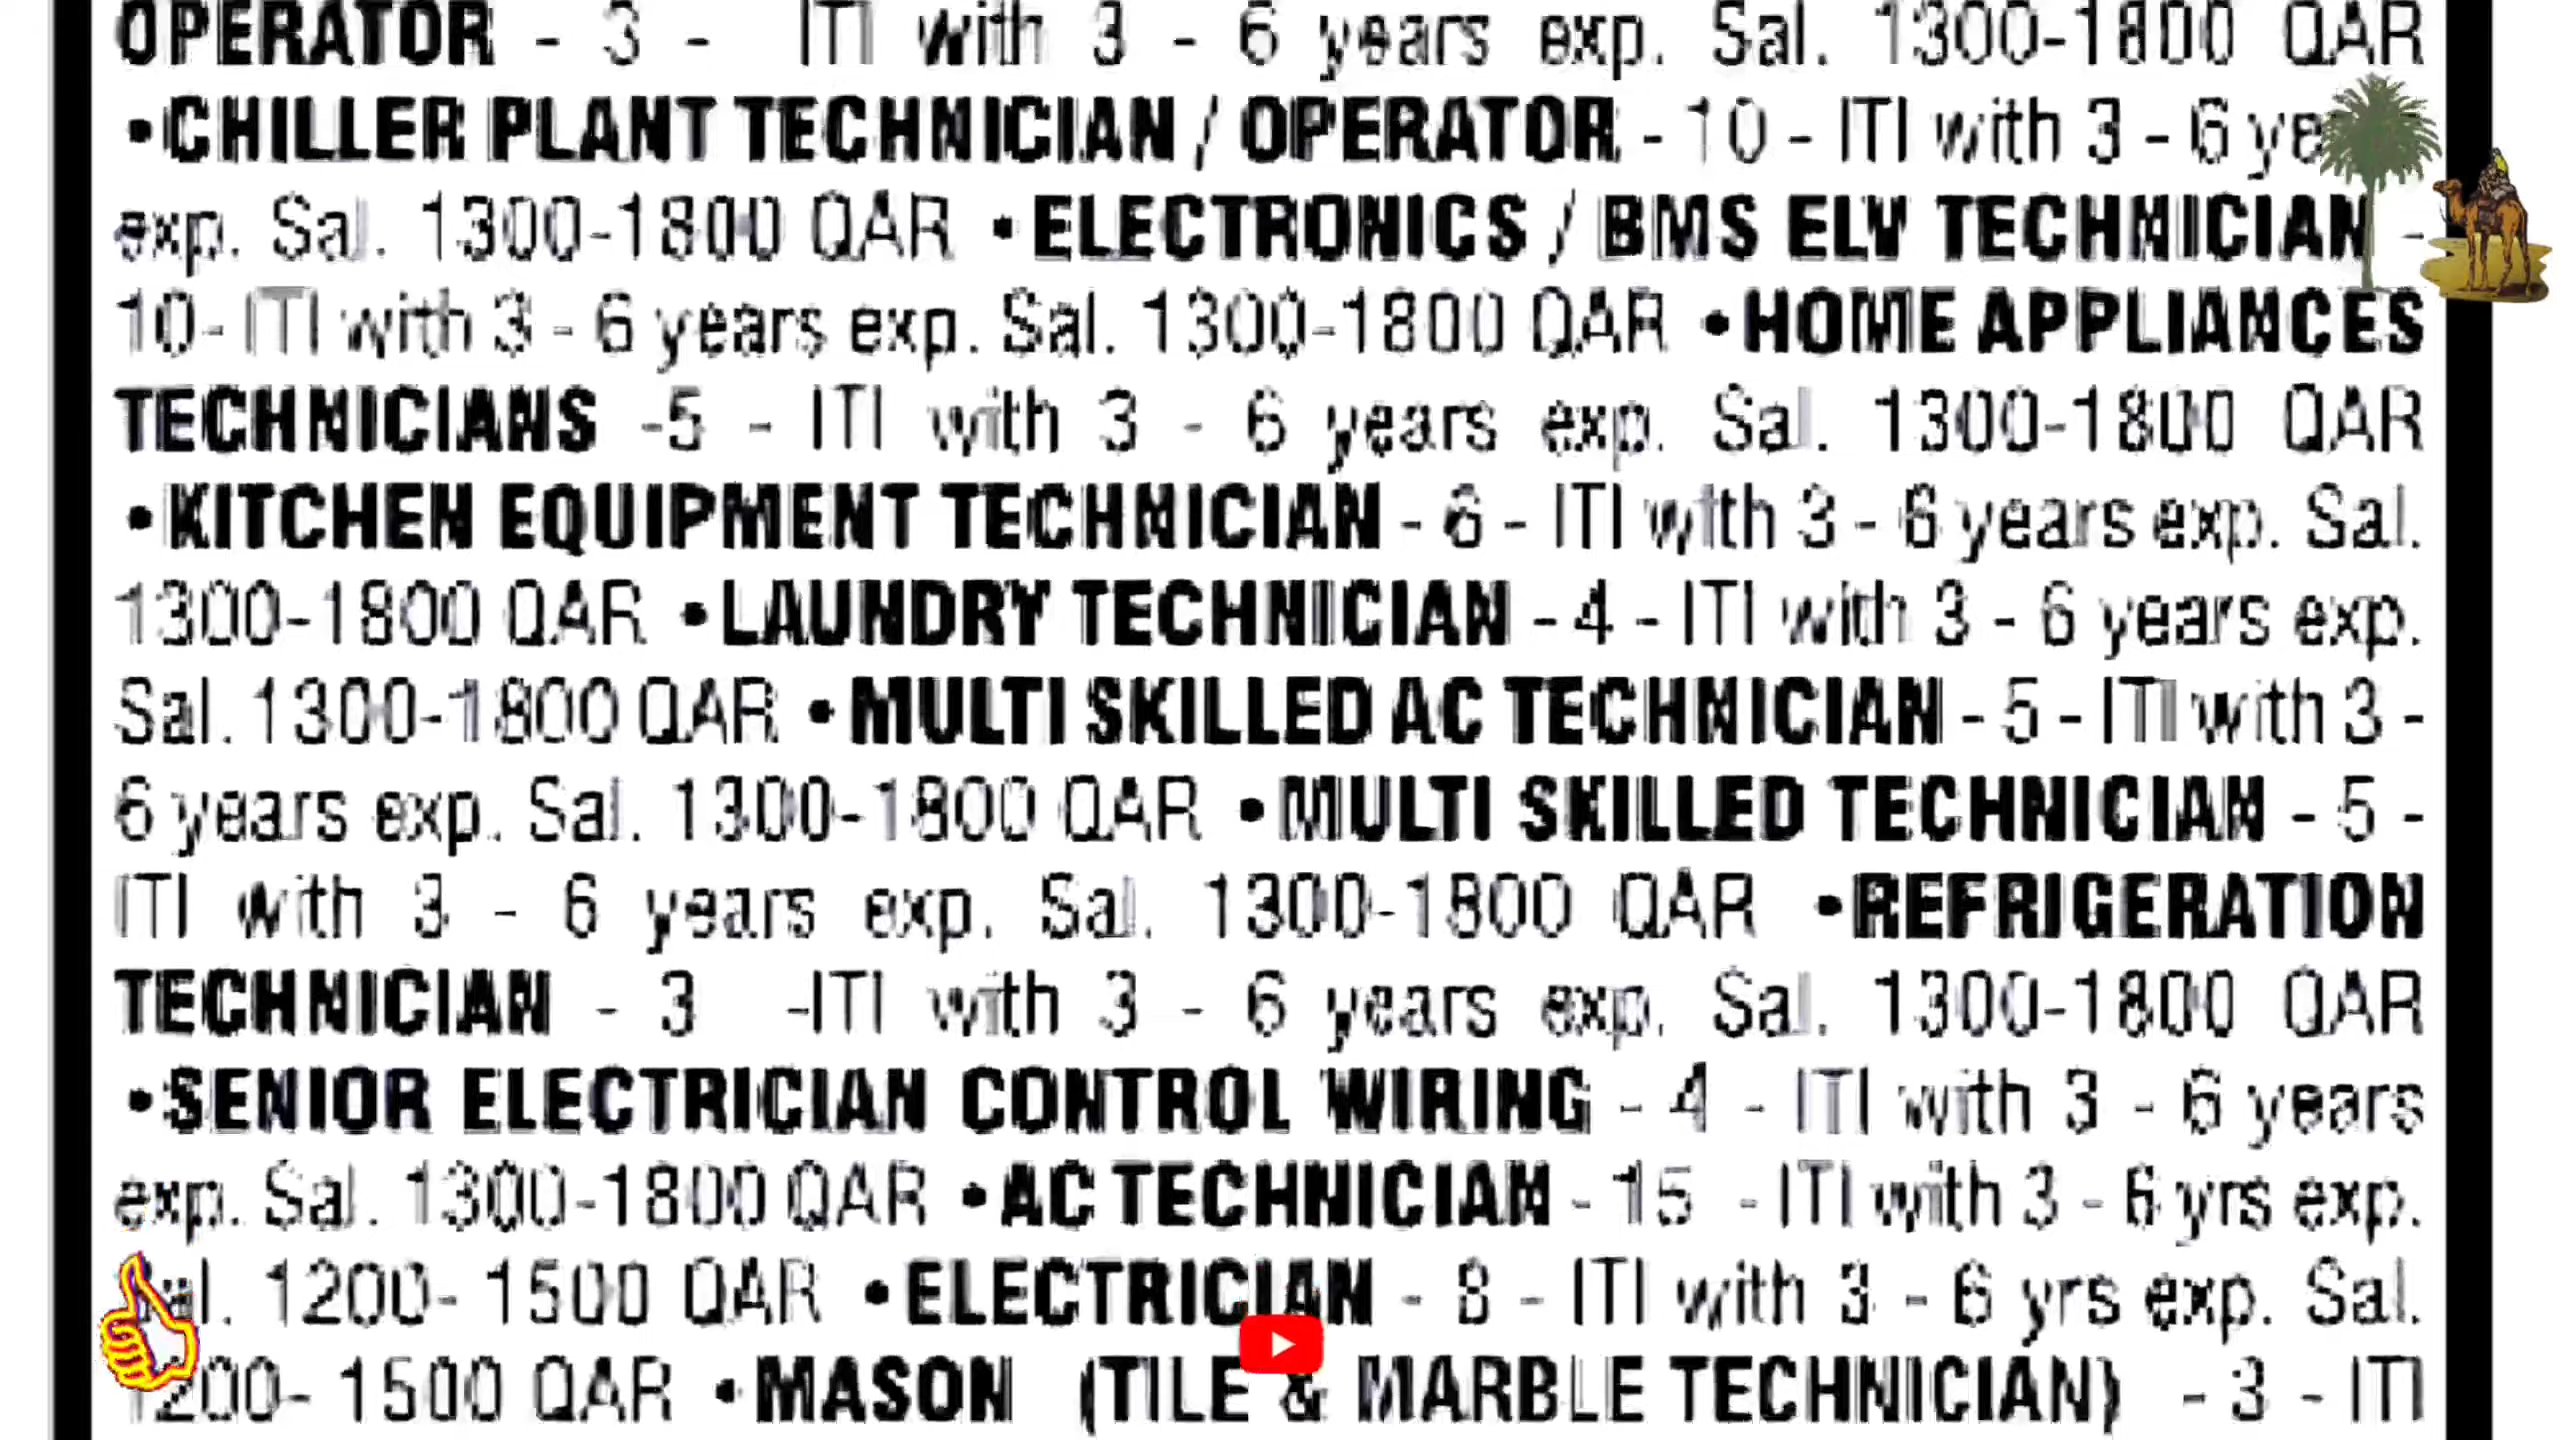 OPERATOR - 3 - ITI with 3 - 6 years exp. Sal. 1300-1800 QAR
•CHILLER PLANT TECHNICIAN / OPERATOR - 10 - ITI with 3 - 6
exp. Sal. 1300-1800 QAR •ELECTRONICS / BMS ELV TECHNICIAN -
10- ITI with 3 - 6 years exp. Sal. 1300-1800 QAR •HOME APPLIANCES
TECHNICIANS -5 - ITI with 3 - 6 years exp. Sal. 1300-1800 QAR
•KITCHEN EQUIPMENT TECHNICIAN - 6 - ITI with 3 - 6 years exp. Sal.
1300-1800 QAR •LAUNDRY TECHNICIAN - 4 - ITI with 3 - 6 years exp.
Sal. 1300-1800 QAR •MULTI SKILLED AC TECHNICIAN - 5 - ITI with 3 -
6 years exp. Sal. 1300-1800 QAR •MULTI SKILLED TECHNICIAN - 5 -
ITI with 3 - 6 years exp. Sal. 1300-1800 QAR •REFRIGERATION
TECHNICIAN - 3 -ITI with 3 - 6 years exp. Sal. 1300-1800 QAR
•SENIOR ELECTRICIAN CONTROL WIRING - 4 - ITI with 3 - 6 years
exp. Sal. 1300-1800 QAR •AC TECHNICIAN - 15 - ITI with 3 - 6 yrs exp.
Sal. 1200- 1500 QAR •ELECTRICIAN - 8 - ITI with 3 - 6 yrs exp. Sal.
1200- 1500 QAR •MASON (TILE & MARBLE TECHNICIAN) - 3 - ITI